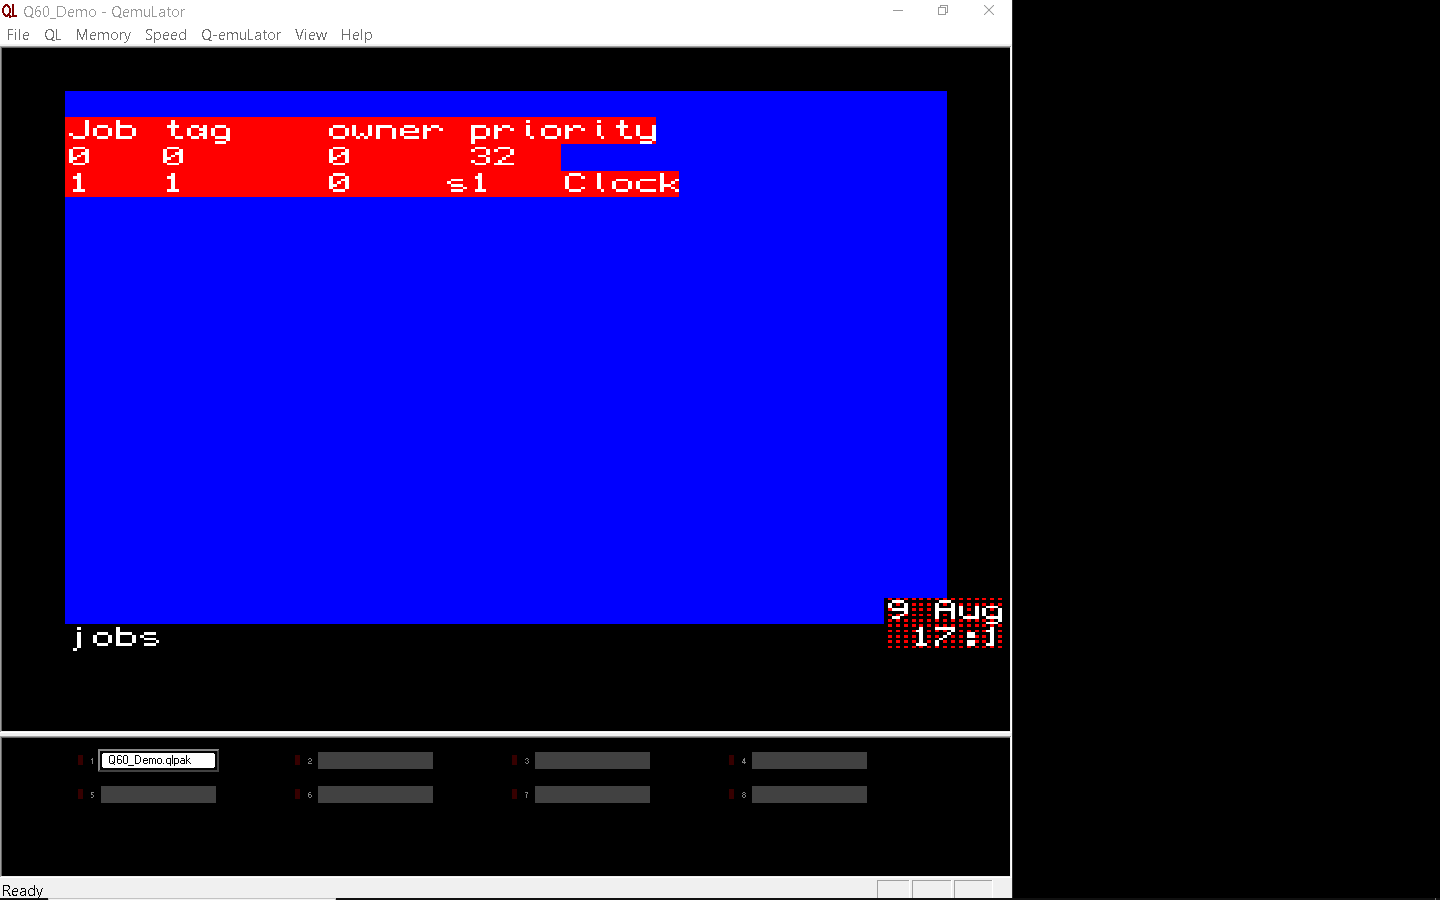 QL Q60_Demo - QemuLator
File QL Memory Speed Q-emuLator View Help
Job tag owner priority
0 0 0 32
1 1 0 s1 Clock
9 Aug
17:1
jobs
1 Q60_Demo.qlpak 2 3 4
5 6 7 8
Ready